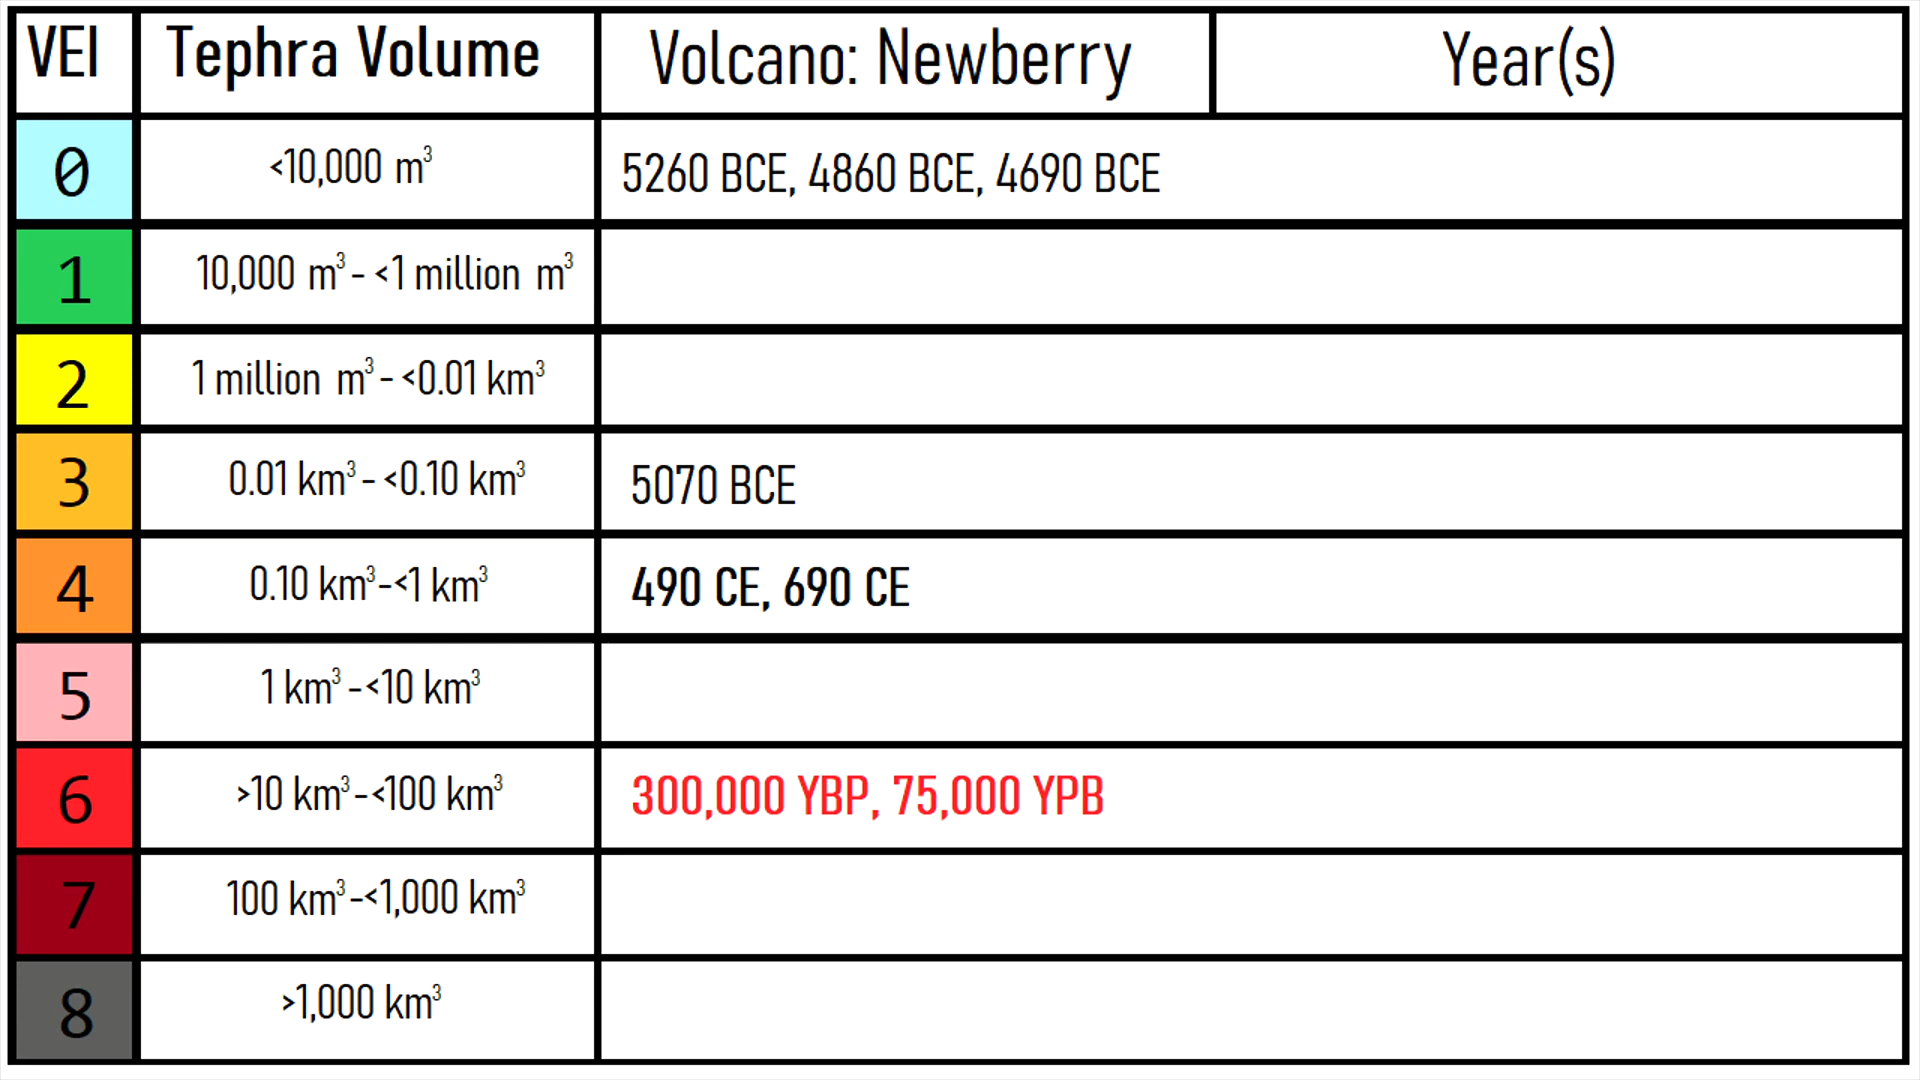 VEI Tephra Volume Volcano: Newberry Year(s)
0 <10,000 m³ 5260 BCE, 4860 BCE, 4690 BCE
1 10,000 m³ - <1 million m³
2 1 million m³ - <0.01 km³
3 0.01 km³ - <0.10 km³ 5070 BCE
4 0.10 km³-<1 km³ 490 CE, 690 CE
5 1 km³ -<10 km³
6 >10 km³-<100 km³ 300,000 YBP, 75,000 YPB
7 100 km³-<1,000 km³
8 >1,000 km³